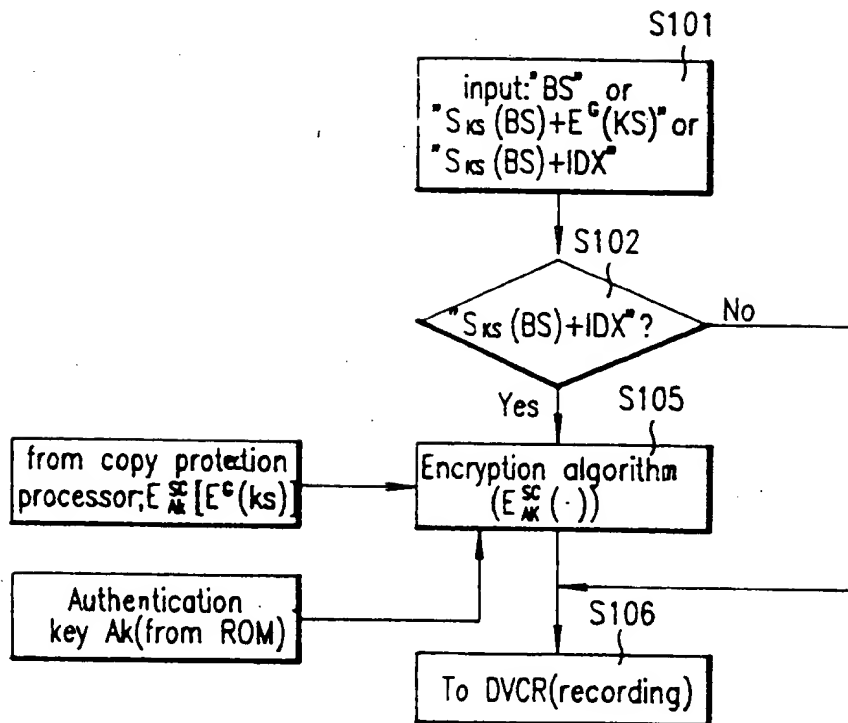 S101
input:"BS" or
"S KS (BS)+E G (KS)" or
"S KS (BS)+IDX"
S102
"S KS (BS)+IDX"?
No
Yes
S105
from copy protection
processor; E SC Ak [E G (ks)]
Encryption algorithm
(E SC AK (·))
Authentication
key Ak(from ROM)
S106
To DVCR(recording)